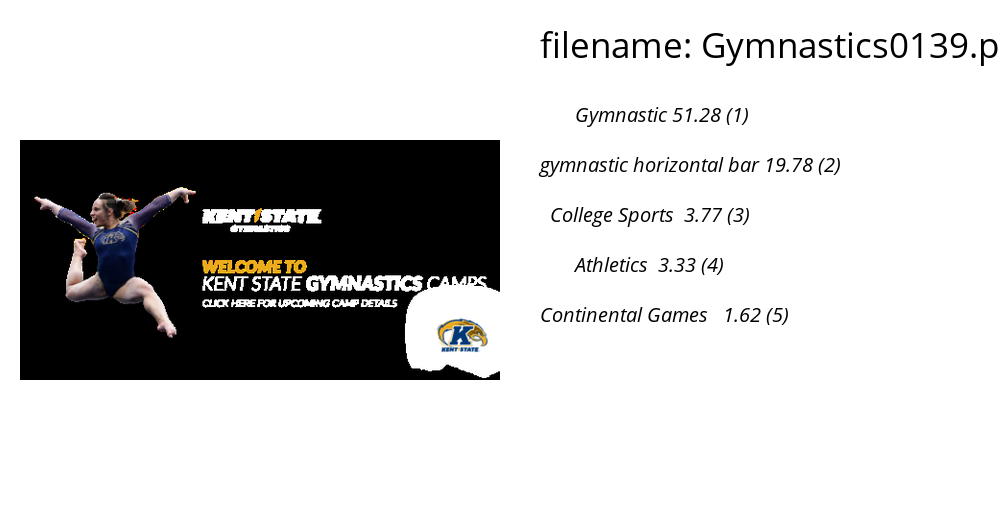 filename: Gymnastics0139.p
Gymnastic 51.28 (1)
gymnastic horizontal bar 19.78 (2)
College Sports 3.77 (3)
Athletics 3.33 (4)
Continental Games 1.62 (5)
KENT STATE
GYMNASTICS
WELCOME TO
KENT STATE GYMNASTICS CAMPS
CLICK HERE FOR UPCOMING CAMP DETAILS
K
KENT STATE